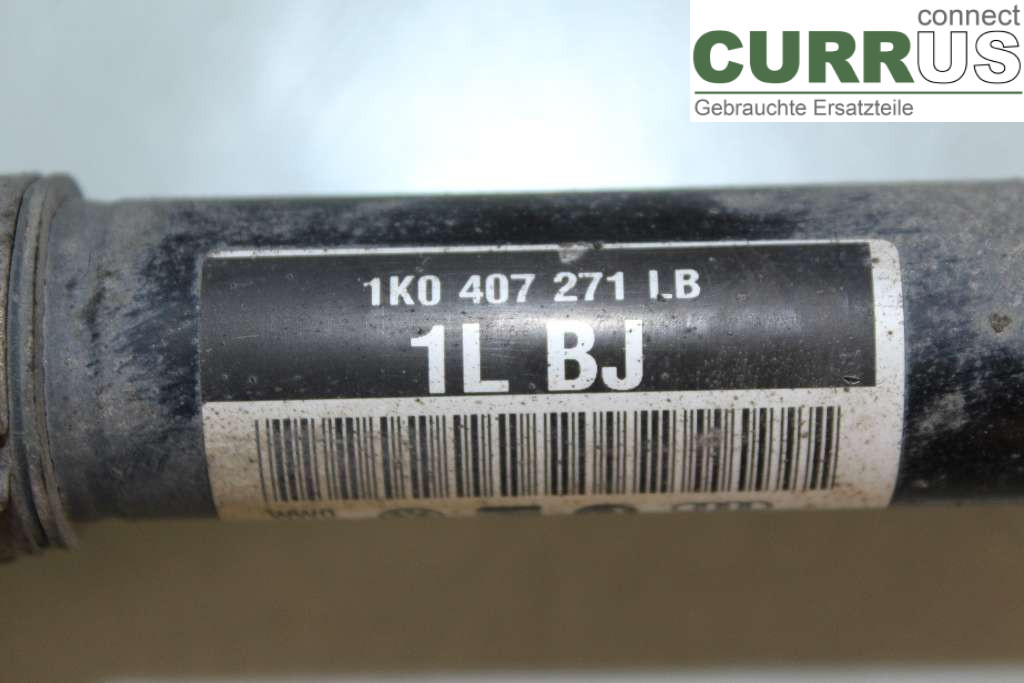 connect
CURRUS
Gebrauchte Ersatzteile
1K0 407 271 LB
1L BJ